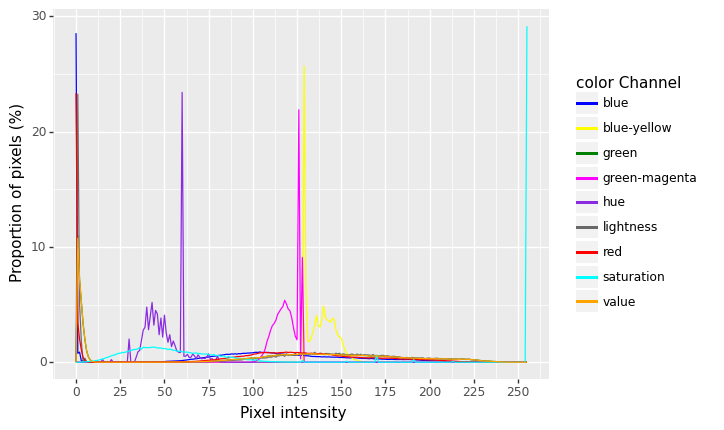 30
20
10
0
Proportion of pixels (%)
0 25 50 75 100 125 150 175 200 225 250
Pixel intensity
color Channel
blue
blue-yellow
green
green-magenta
hue
lightness
red
saturation
value